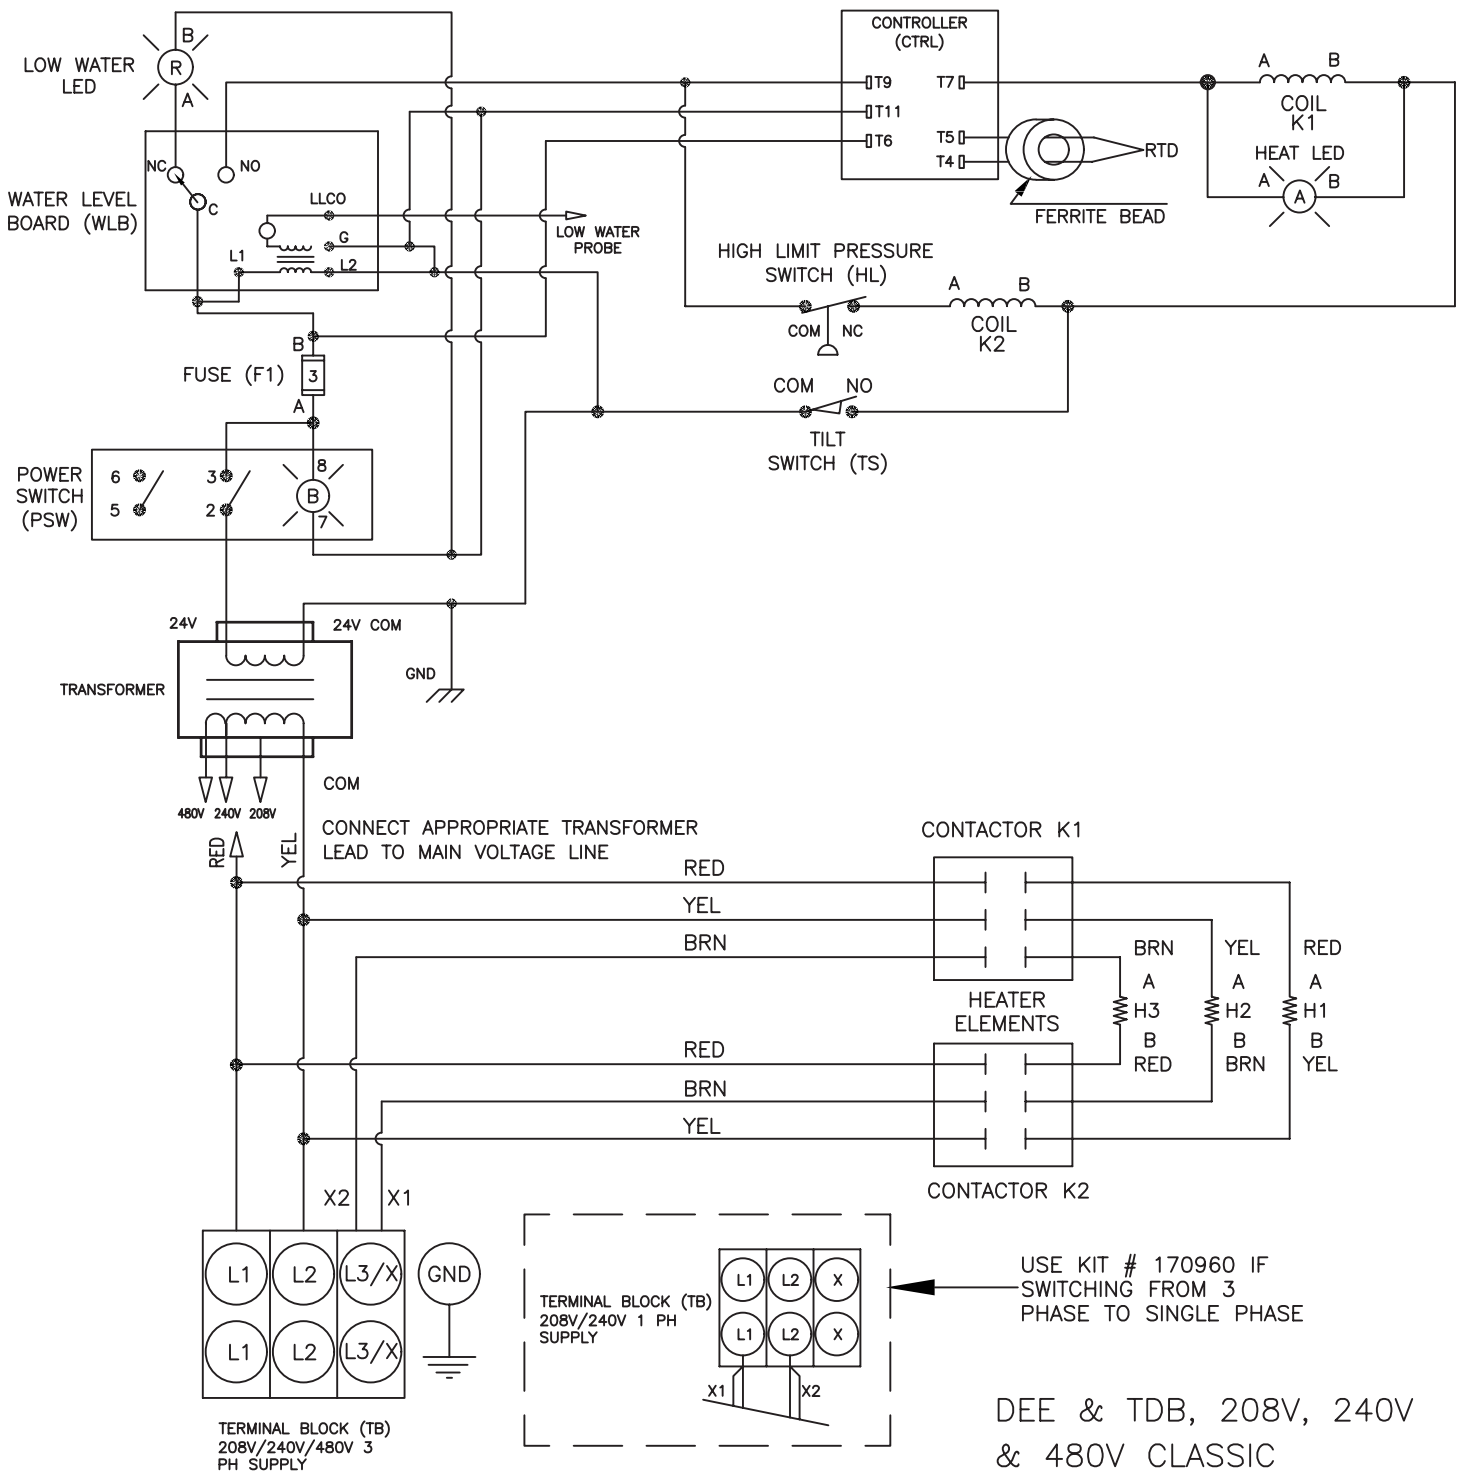 CONTROLLER
(CTRL)
T9
T7
T11
T6
T5
T4
RTD
FERRITE BEAD
A
B
COIL
K1
HEAT LED
A
B
A
LOW WATER
LED
B
R
A
NC
NO
C
WATER LEVEL
BOARD (WLB)
LLCO
G
L1
L2
LOW WATER
PROBE
HIGH LIMIT PRESSURE
SWITCH (HL)
COM
NC
A
B
COIL
K2
B
FUSE (F1)
3
A
COM
NO
TILT
SWITCH (TS)
POWER
SWITCH
(PSW)
6
5
3
2
8
B
7
24V
24V COM
TRANSFORMER
GND
COM
480V
240V
208V
RED
YEL
CONNECT APPROPRIATE TRANSFORMER
LEAD TO MAIN VOLTAGE LINE
CONTACTOR K1
RED
YEL
BRN
BRN
YEL
RED
A
A
A
H3
H2
H1
B
B
B
RED
BRN
YEL
HEATER
ELEMENTS
RED
BRN
YEL
CONTACTOR K2
X2
X1
L1
L2
L3/X
GND
L1
L2
L3/X
TERMINAL BLOCK (TB)
208V/240V/480V 3
PH SUPPLY
TERMINAL BLOCK (TB)
208V/240V 1 PH
SUPPLY
L1
L2
X
L1
L2
X
X1
X2
USE KIT # 170960 IF
SWITCHING FROM 3
PHASE TO SINGLE PHASE
DEE & TDB, 208V, 240V
& 480V CLASSIC